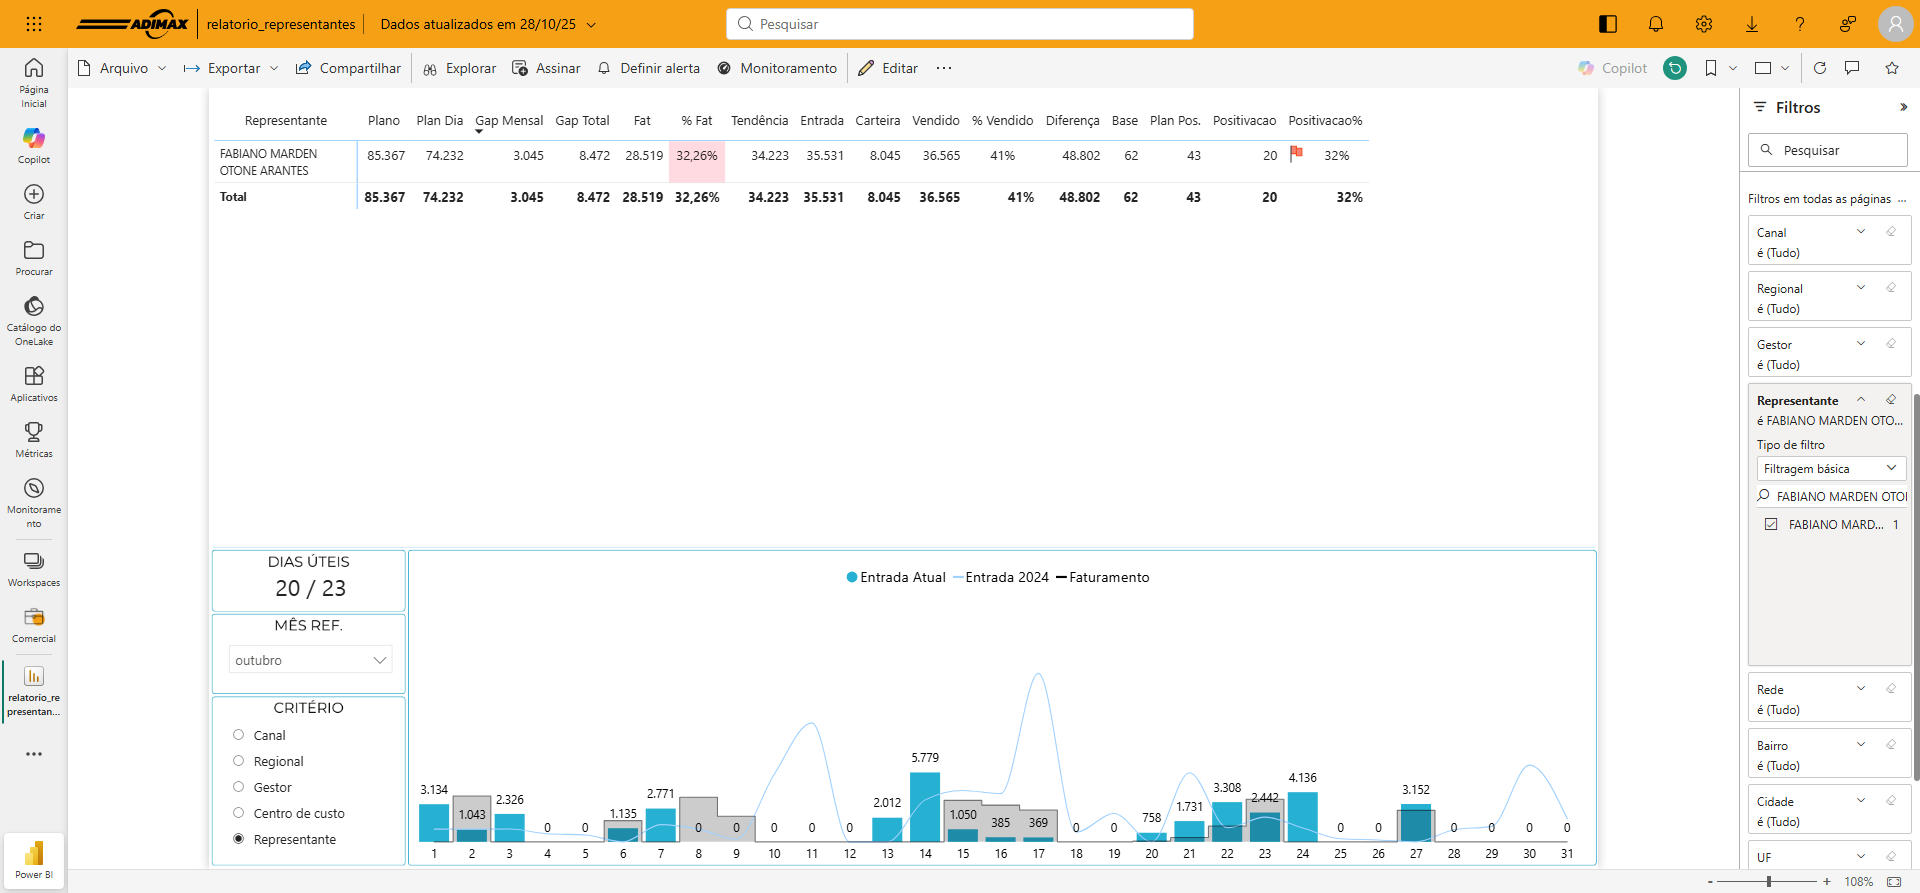 ADIMAX
relatorio_representantes
Dados atualizados em 28/10/25
Pesquisar
Arquivo
Exportar
Compartilhar
Explorar
Assinar
Definir alerta
Monitoramento
Editar
...
Copilot
Página
Inicial
Copilot
Criar
Procurar
Catálogo do
OneLake
Aplicativos
Métricas
Monitorame
nto
Workspaces
Comercial
relatorio_re
presentan...
Power BI
Representante Plano Plan Dia Gap Mensal Gap Total Fat % Fat Tendência Entrada Carteira Vendido % Vendido Diferença Base Plan Pos. Positivacao Positivacao%
FABIANO MARDEN
OTONE ARANTES
85.367 74.232 3.045 8.472 28.519 32,26% 34.223 35.531 8.045 36.565 41% 48.802 62 43 20 32%
Total 85.367 74.232 3.045 8.472 28.519 32,26% 34.223 35.531 8.045 36.565 41% 48.802 62 43 20 32%
DIAS ÚTEIS
20 / 23
MÊS REF.
outubro
CRITÉRIO
Canal
Regional
Gestor
Centro de custo
Representante
Entrada Atual Entrada 2024 Faturamento
3.134 1.043 2.326 0 0 1.135 2.771 0 0 0 0 0 2.012 5.779 1.050 385 369 0 0 758 1.731 3.308 2.442 4.136 0 0 3.152 0 0 0 0
1 2 3 4 5 6 7 8 9 10 11 12 13 14 15 16 17 18 19 20 21 22 23 24 25 26 27 28 29 30 31
Filtros
Pesquisar
Filtros em todas as páginas ...
Canal
é (Tudo)
Regional
é (Tudo)
Gestor
é (Tudo)
Representante
é FABIANO MARDEN OTO...
Tipo de filtro
Filtragem básica
FABIANO MARDEN OTO
FABIANO MARD... 1
Rede
é (Tudo)
Bairro
é (Tudo)
Cidade
é (Tudo)
UF
- + 108%